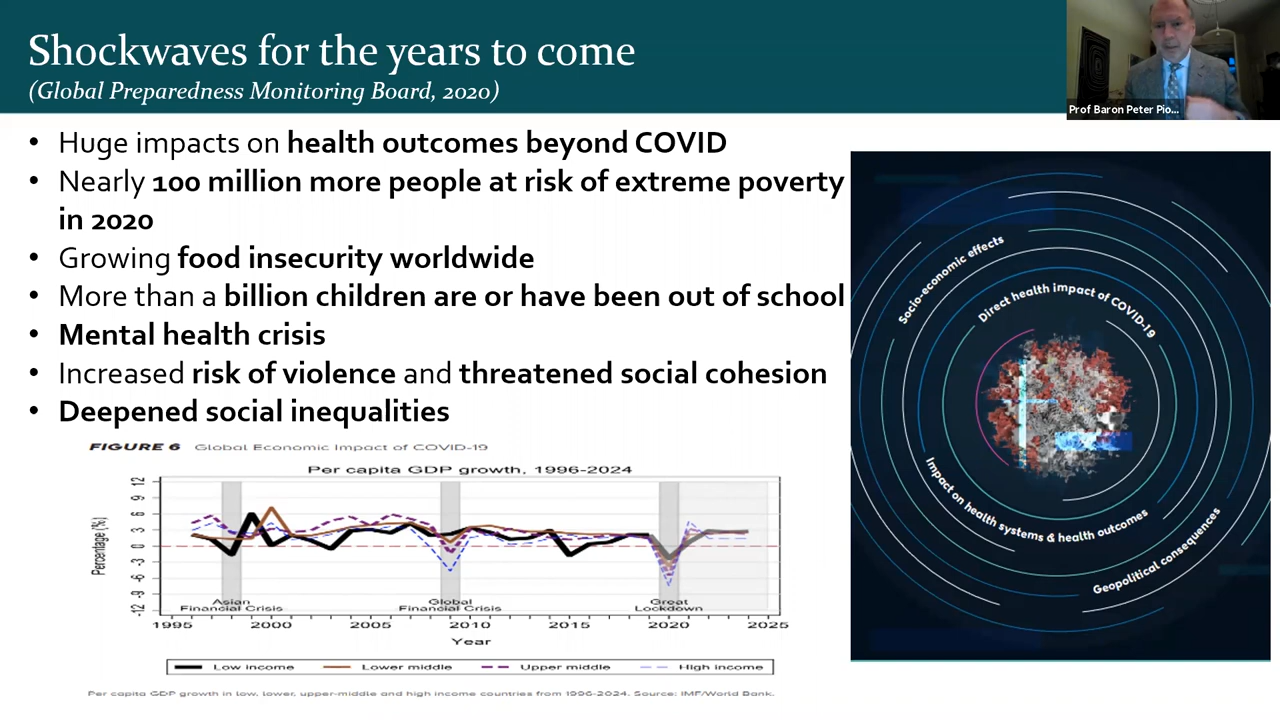 Shockwaves for the years to come
(Global Preparedness Monitoring Board, 2020)
Prof Baron Peter Pio...
• Huge impacts on health outcomes beyond COVID
• Nearly 100 million more people at risk of extreme poverty
in 2020
• Growing food insecurity worldwide
• More than a billion children are or have been out of school
• Mental health crisis
• Increased risk of violence and threatened social cohesion
• Deepened social inequalities
FIGURE 6 Global Economic Impact of COVID-19
Per capita GDP growth, 1996-2024
Percentage (%)
12
9
6
3
0
-3
-6
-9
-12
Asian
Financial Crisis
Global
Financial Crisis
Great
Lockdown
1995 2000 2005 2010 2015 2020 2025
Year
Low income Lower middle Upper middle High income
Per capita GDP growth in low, lower, upper-middle and high income countries from 1996-2024. Source: IMF/World Bank.
Socio-economic effects
Direct health impact of COVID-19
Impact on health systems & health outcomes
Geopolitical consequences